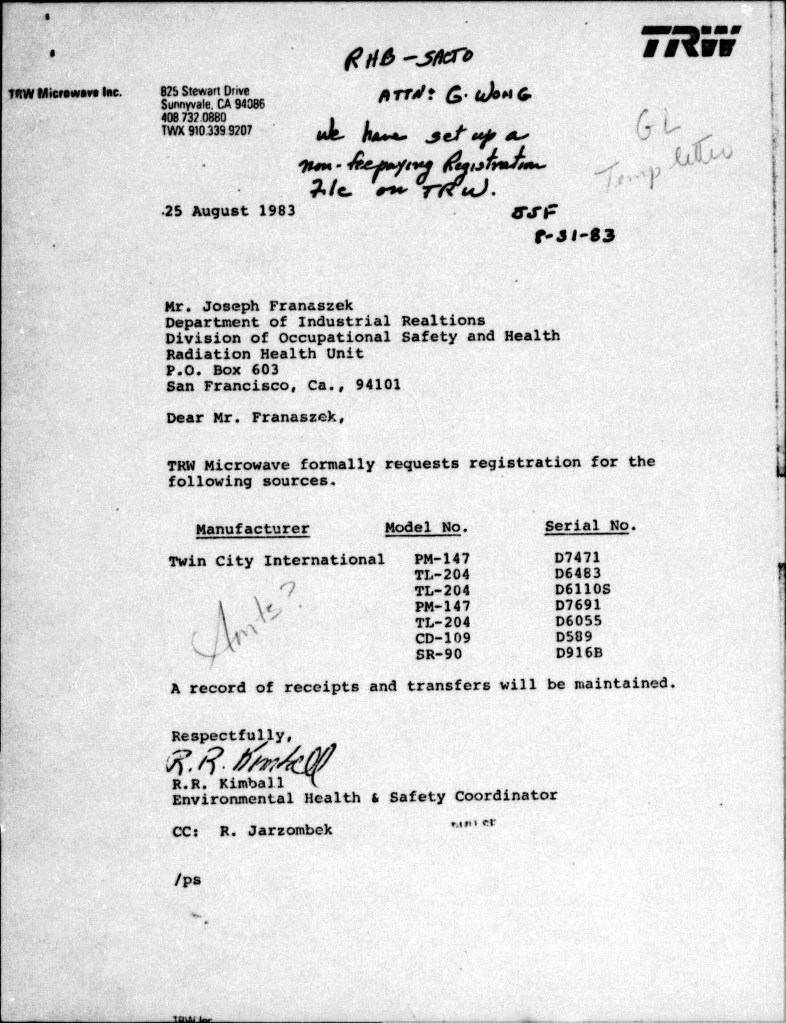 TRW
RHB - SACTO
ATTN: G. WONG
we have set up a
non-feepaying Registration
File on TRW.
JSF
8-31-83
GL
Temp letter
TRW Microwave Inc.
825 Stewart Drive
Sunnyvale, CA 94086
408 732.0880
TWX 910.339.9207
25 August 1983
Mr. Joseph Franaszek
Department of Industrial Realtions
Division of Occupational Safety and Health
Radiation Health Unit
P.O. Box 603
San Francisco, Ca., 94101
Dear Mr. Franaszek,
TRW Microwave formally requests registration for the
following sources.
Manufacturer Model No. Serial No.
Twin City International PM-147 D7471
TL-204 D6483
TL-204 D6110S
PM-147 D7691
TL-204 D6055
CD-109 D589
SR-90 D916B
Amts?
A record of receipts and transfers will be maintained.
Respectfully,
R.R. Kimball
R.R. Kimball
Environmental Health & Safety Coordinator
CC: R. Jarzombek
/ps
TRW Inc.